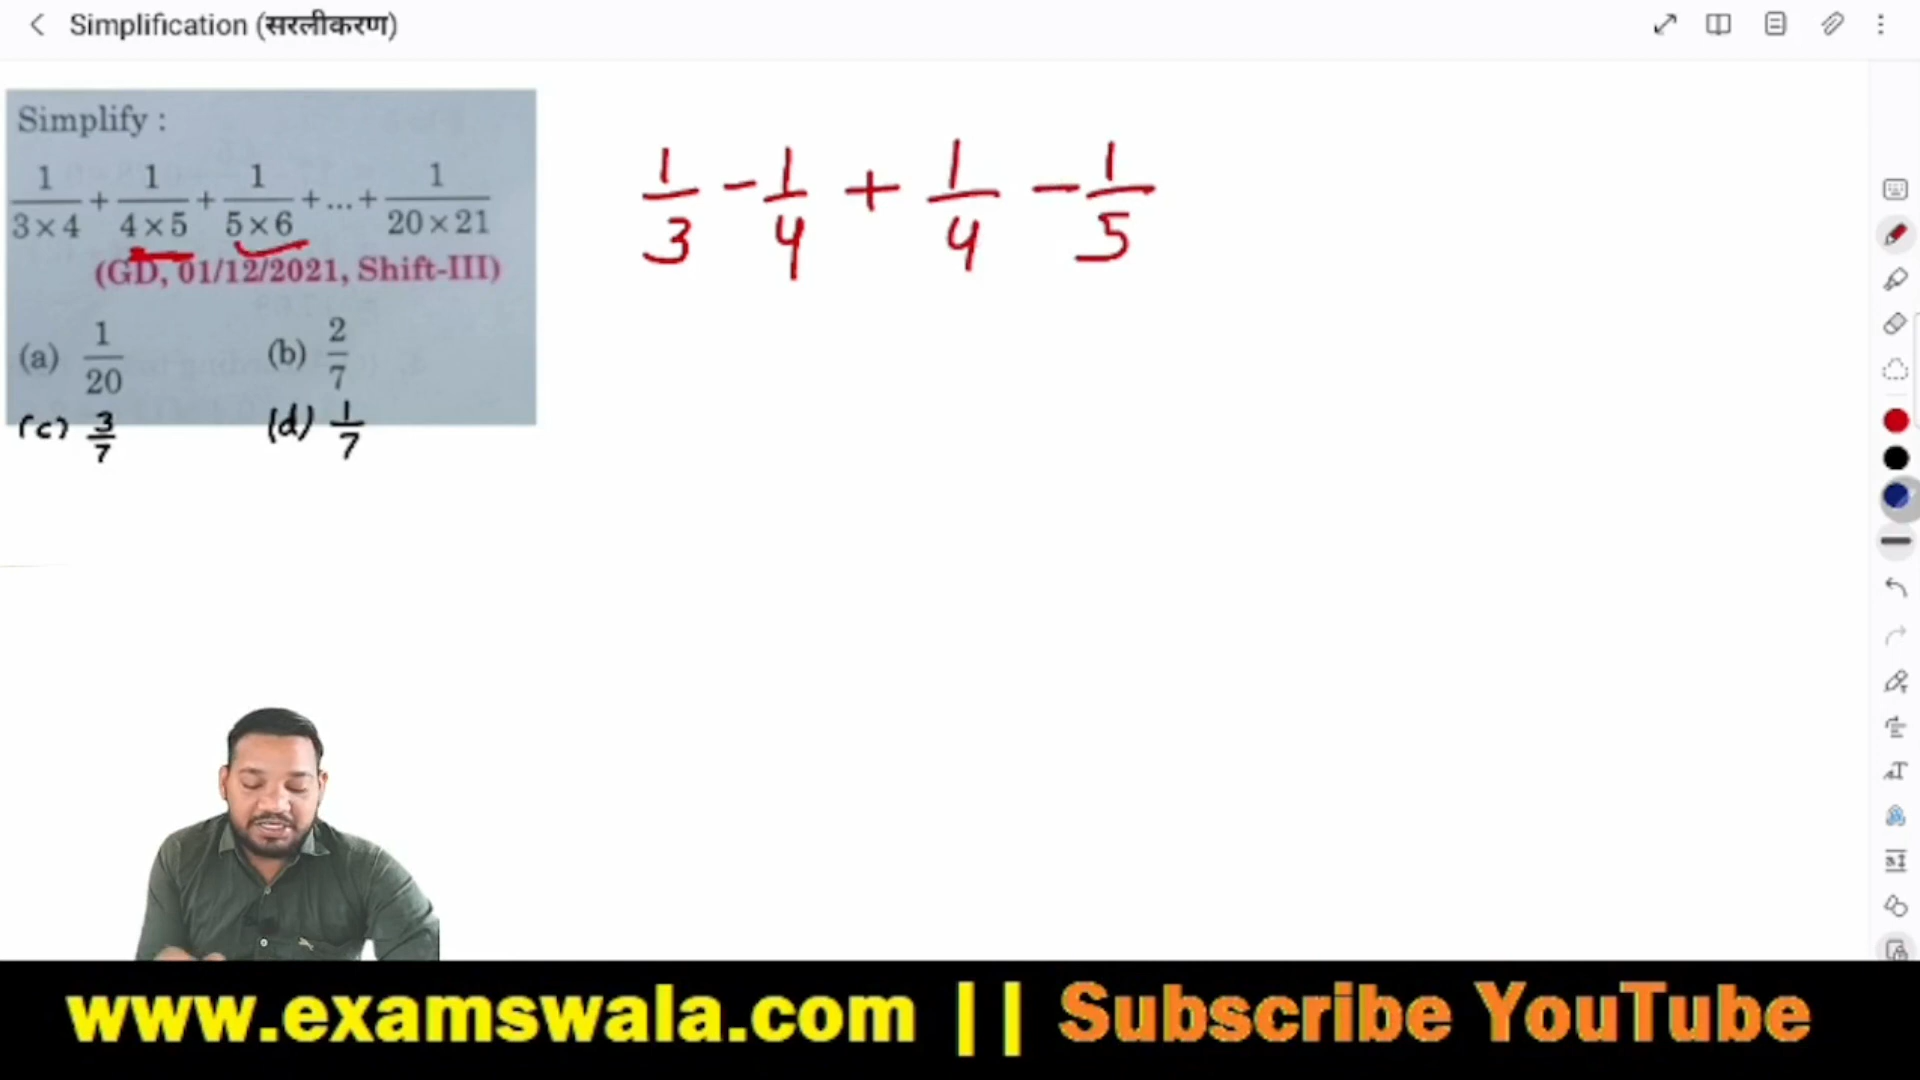 Simplification (सरलीकरण)
Simplify :
1/(3×4) + 1/(4×5) + 1/(5×6) + ... + 1/(20×21)
(GD, 01/12/2021, Shift-III)
(a) 1/20 (b) 2/7
(c) 3/7 (d) 1/7
1/3 - 1/4 + 1/4 - 1/5
www.examswala.com || Subscribe YouTube